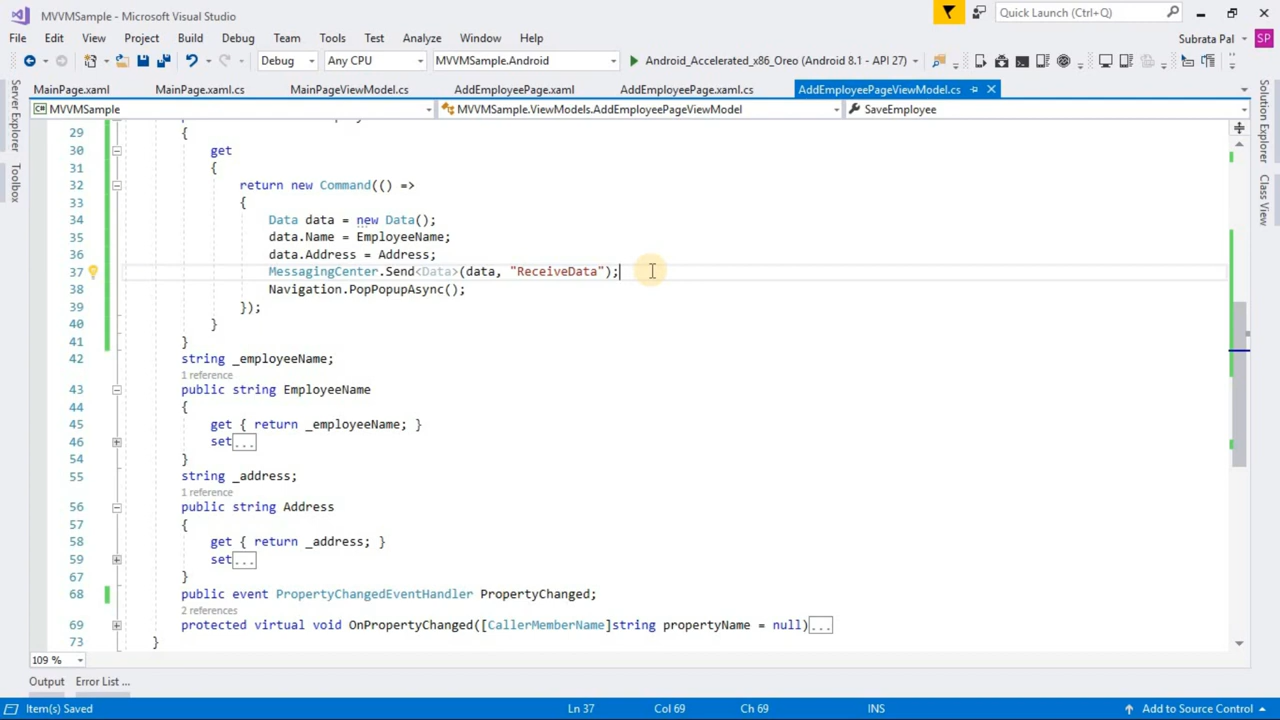 MVVMSample - Microsoft Visual Studio
Quick Launch (Ctrl+Q)
File Edit View Project Build Debug Team Tools Test Analyze Window Help
Subrata Pal SP
Debug Any CPU MVVMSample.Android Android_Accelerated_x86_Oreo (Android 8.1 - API 27)
MainPage.xaml MainPage.xaml.cs MainPageViewModel.cs AddEmployeePage.xaml AddEmployeePage.xaml.cs AddEmployeePageViewModel.cs
MVVMSample MVVMSample.ViewModels.AddEmployeePageViewModel SaveEmployee
Server Explorer
Toolbox
Solution Explorer
Class View
29 {
30 get
31 {
32 return new Command(() =>
33 {
34 Data data = new Data();
35 data.Name = EmployeeName;
36 data.Address = Address;
37 MessagingCenter.Send<Data>(data, "ReceiveData");
38 Navigation.PopPopupAsync();
39 });
40 }
41 }
42 string _employeeName;
1 reference
43 public string EmployeeName
44 {
45 get { return _employeeName; }
46 set...
54 }
55 string _address;
1 reference
56 public string Address
57 {
58 get { return _address; }
59 set...
67 }
68 public event PropertyChangedEventHandler PropertyChanged;
2 references
69 protected virtual void OnPropertyChanged([CallerMemberName]string propertyName = null)...
73 }
109 %
Output Error List ...
Item(s) Saved Ln 37 Col 69 Ch 69 INS Add to Source Control